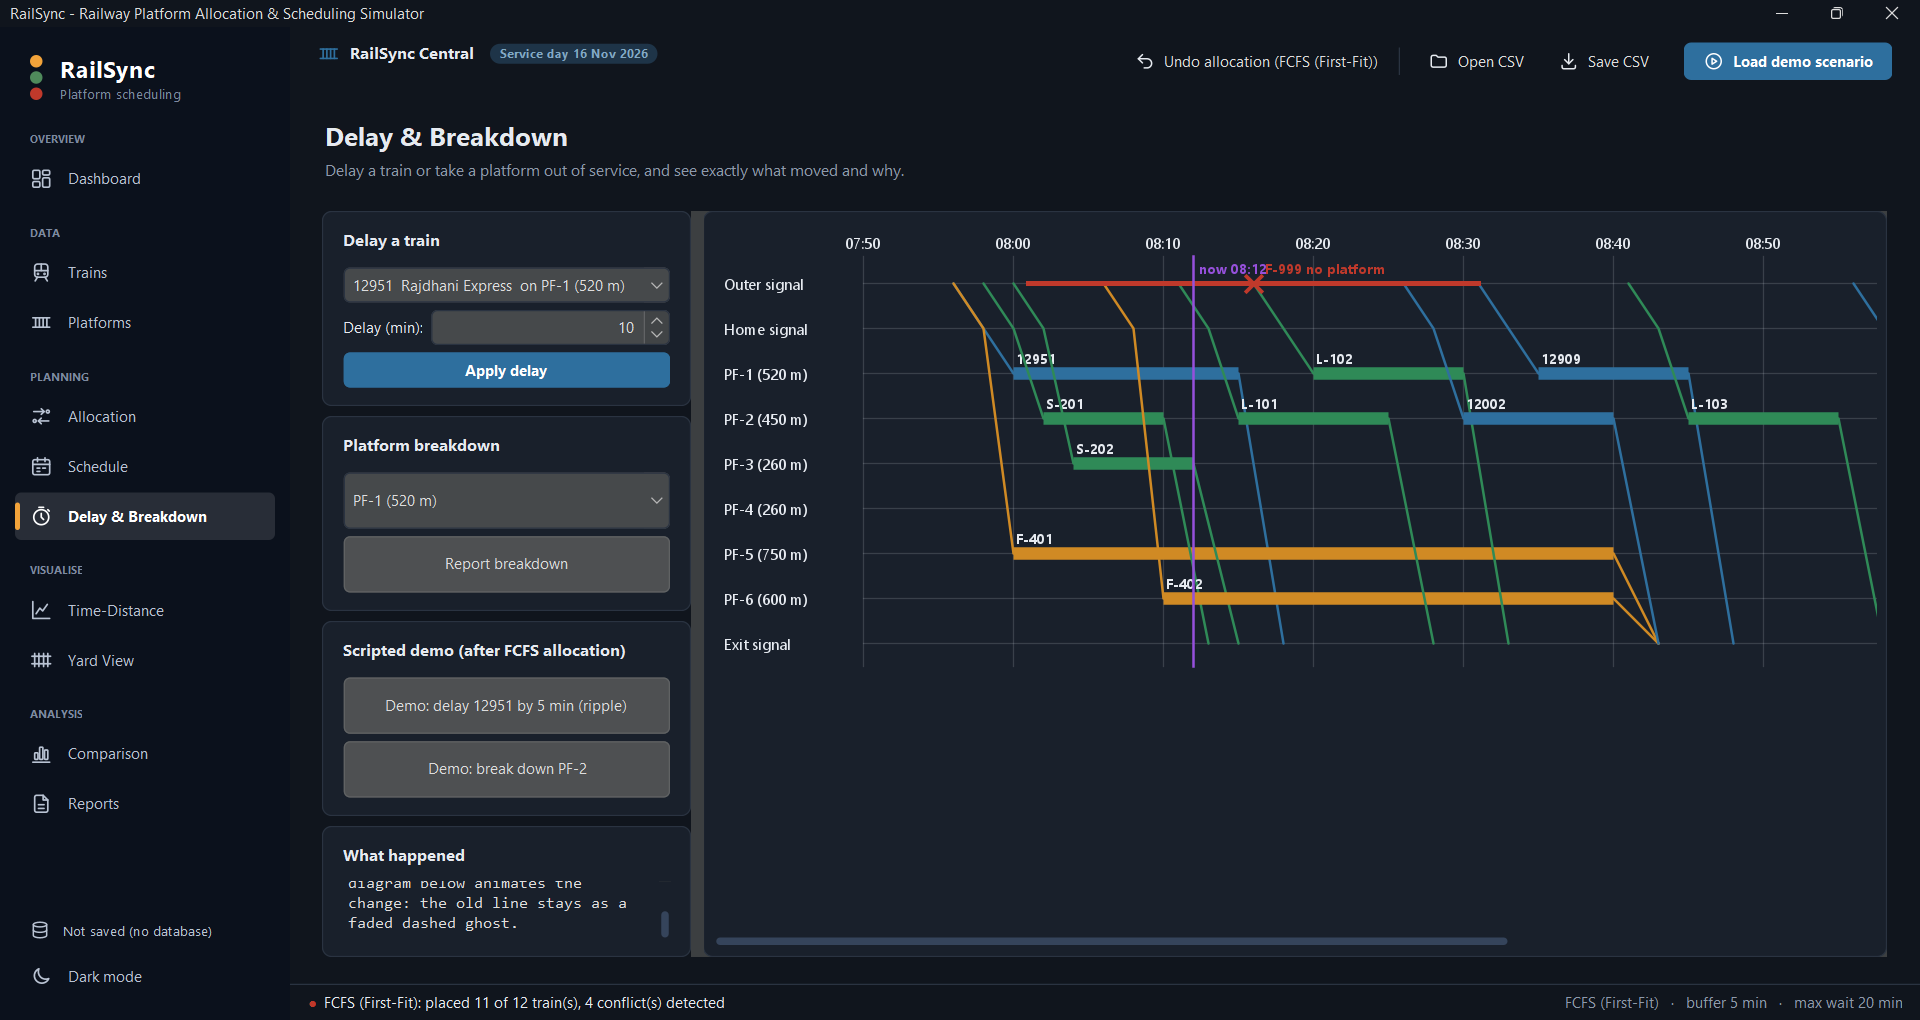 RailSync - Railway Platform Allocation & Scheduling Simulator
RailSync
Platform scheduling
OVERVIEW
Dashboard
DATA
Trains
Platforms
PLANNING
Allocation
Schedule
Delay & Breakdown
VISUALISE
Time-Distance
Yard View
ANALYSIS
Comparison
Reports
Not saved (no database)
Dark mode
RailSync Central
Service day 16 Nov 2026
Undo allocation (FCFS (First-Fit))
Open CSV
Save CSV
Load demo scenario
Delay & Breakdown
Delay a train or take a platform out of service, and see exactly what moved and why.
Delay a train
12951 Rajdhani Express on PF-1 (520 m)
Delay (min):
10
Apply delay
Platform breakdown
PF-1 (520 m)
Report breakdown
Scripted demo (after FCFS allocation)
Demo: delay 12951 by 5 min (ripple)
Demo: break down PF-2
What happened
diagram below animates the
change: the old line stays as a
faded dashed ghost.
07:50 08:00 08:10 08:20 08:30 08:40 08:50
now 08:12 F-999 no platform
Outer signal
Home signal
12951 L-102 12909
PF-1 (520 m)
S-201 L-101 12002 L-103
PF-2 (450 m)
S-202
PF-3 (260 m)
PF-4 (260 m)
F-401
PF-5 (750 m)
F-402
PF-6 (600 m)
Exit signal
FCFS (First-Fit): placed 11 of 12 train(s), 4 conflict(s) detected
FCFS (First-Fit) · buffer 5 min · max wait 20 min